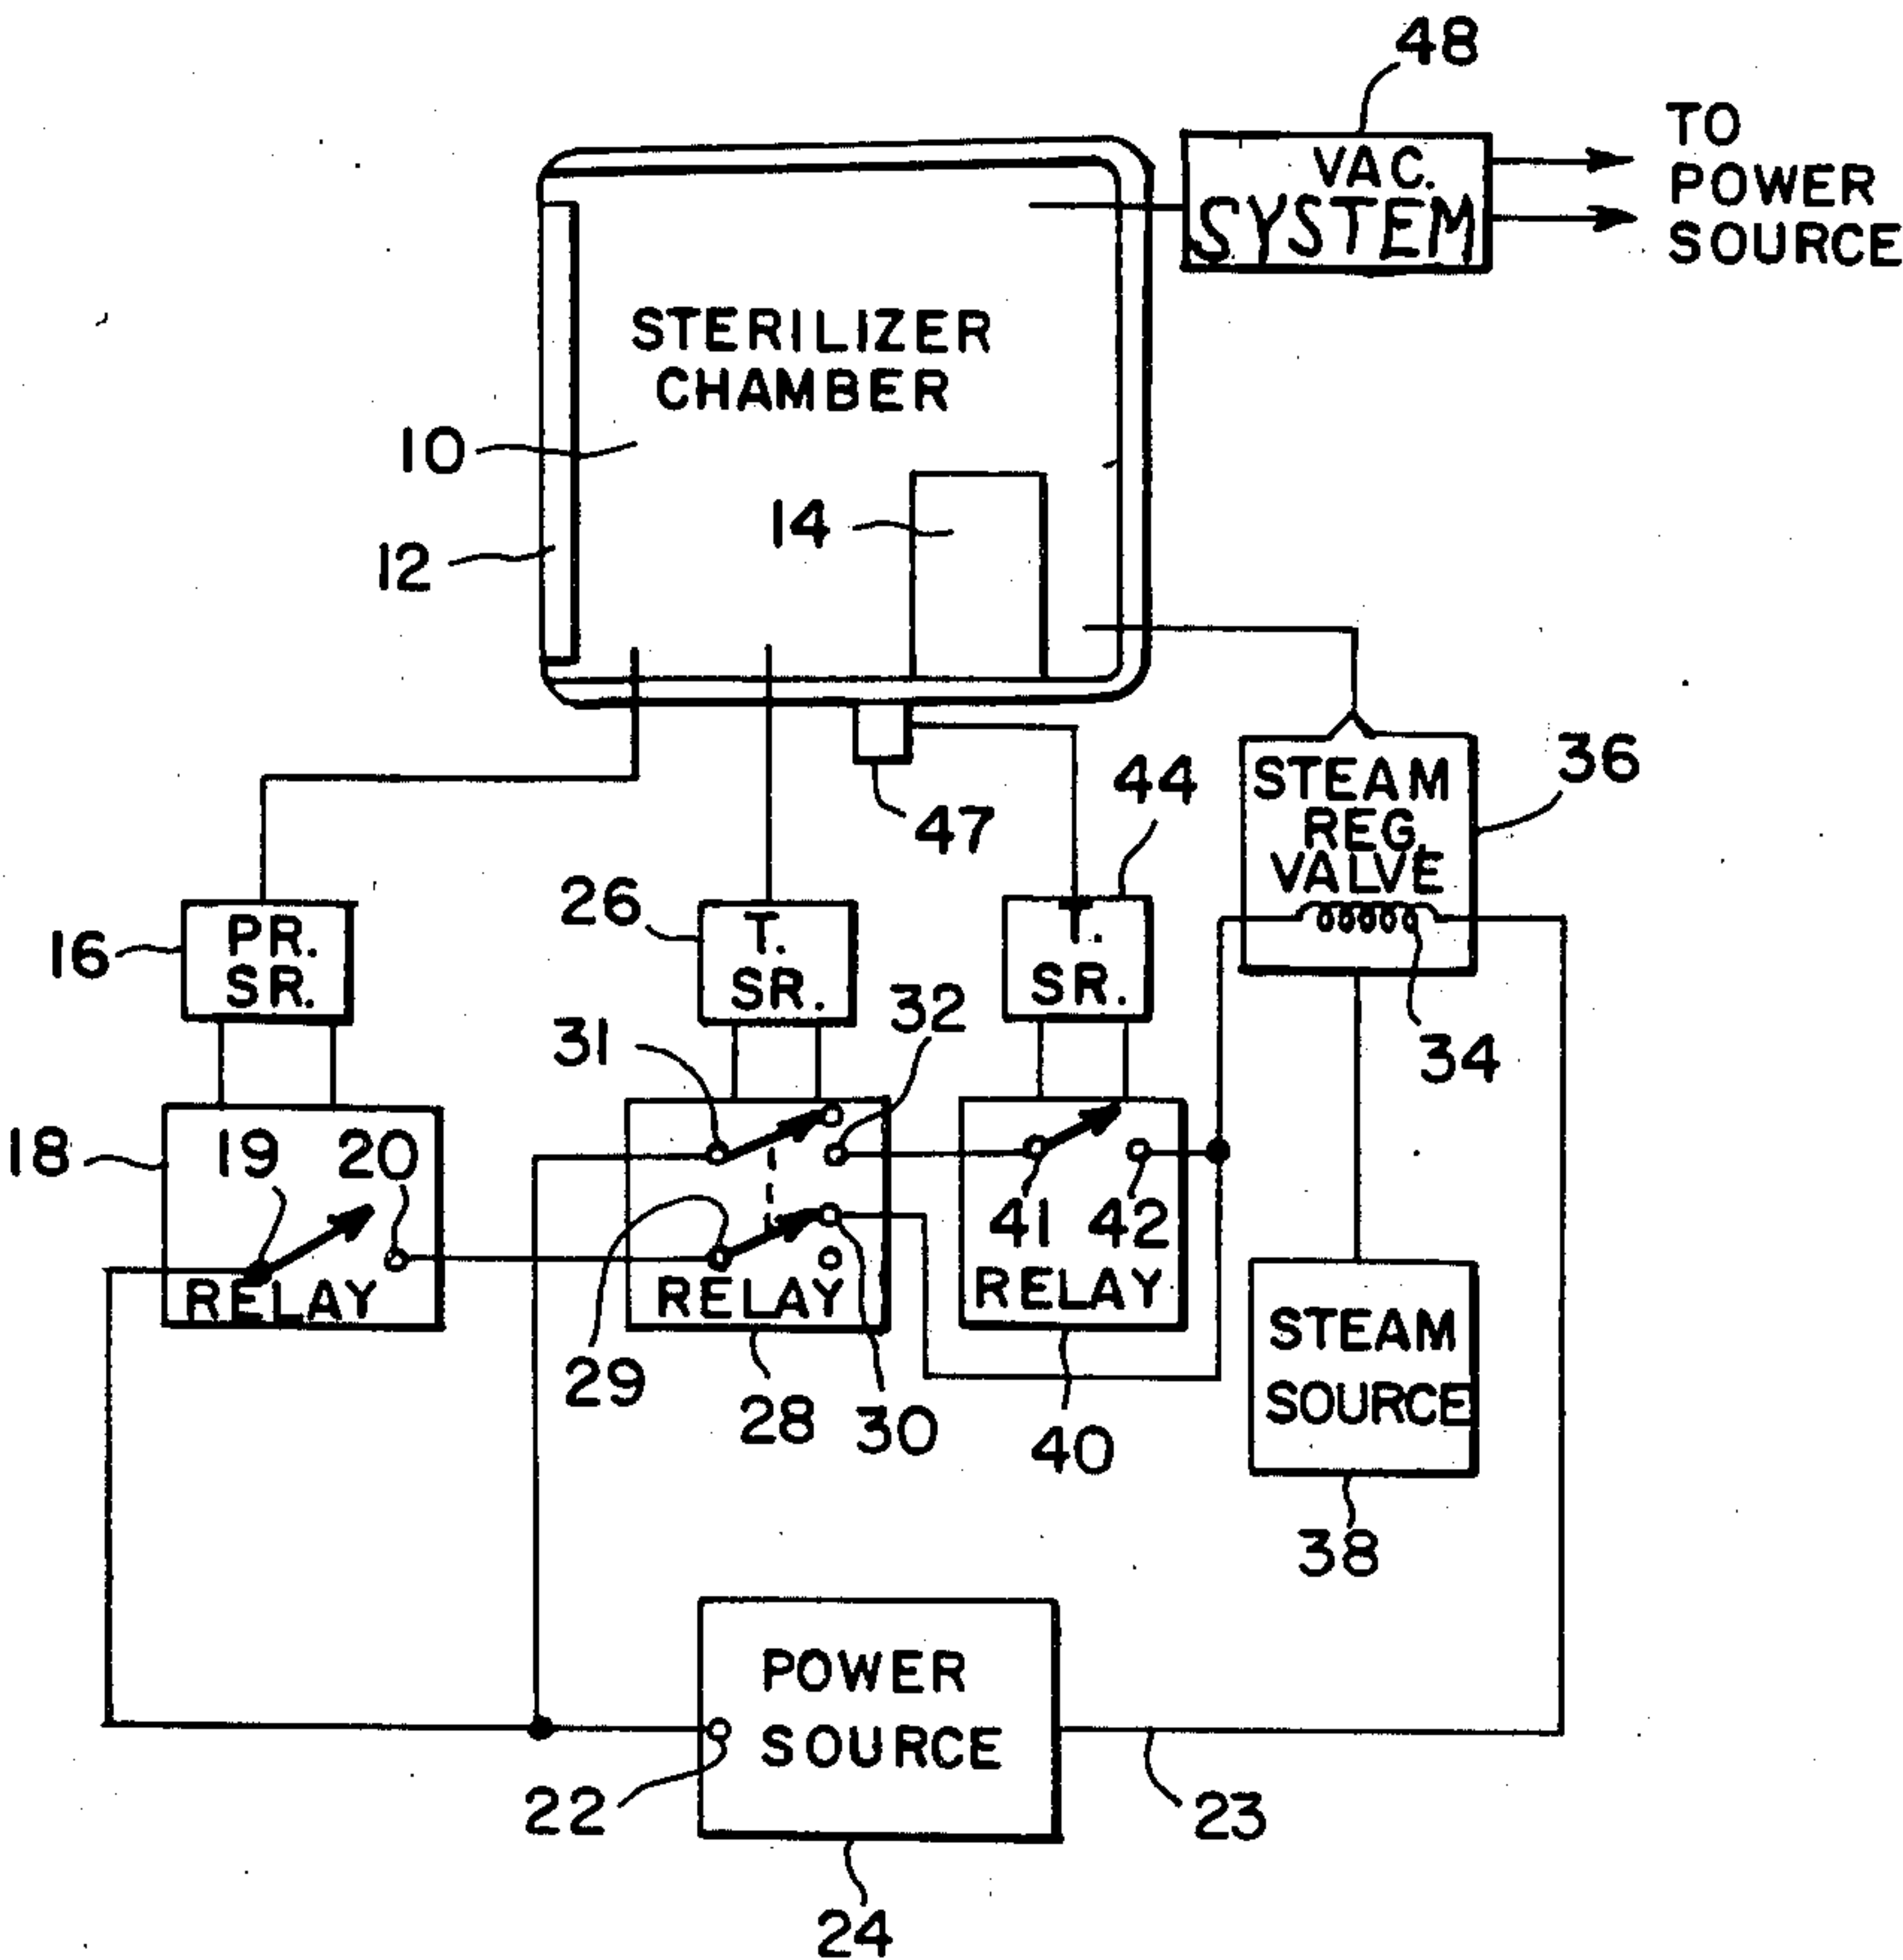 48
TO
POWER
SOURCE
VAC.
SYSTEM
STERILIZER
CHAMBER
10
14
12
47
44
36
STEAM
REG.
VALVE
26
16
PR.
SR.
T.
SR.
T.
SR.
32
31
34
18
19
20
41
42
RELAY
RELAY
RELAY
STEAM
SOURCE
29
28
30
40
38
POWER
SOURCE
22
23
24